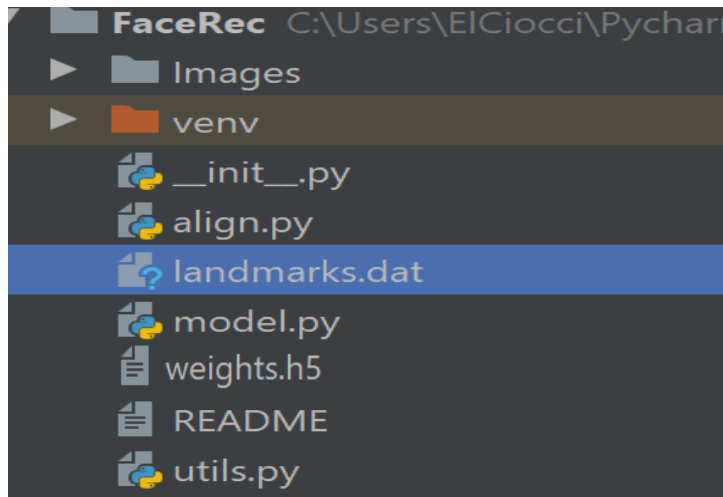 FaceRec C:\Users\ElCiocci\Pychar
Images
venv
__init__.py
align.py
landmarks.dat
model.py
weights.h5
README
utils.py